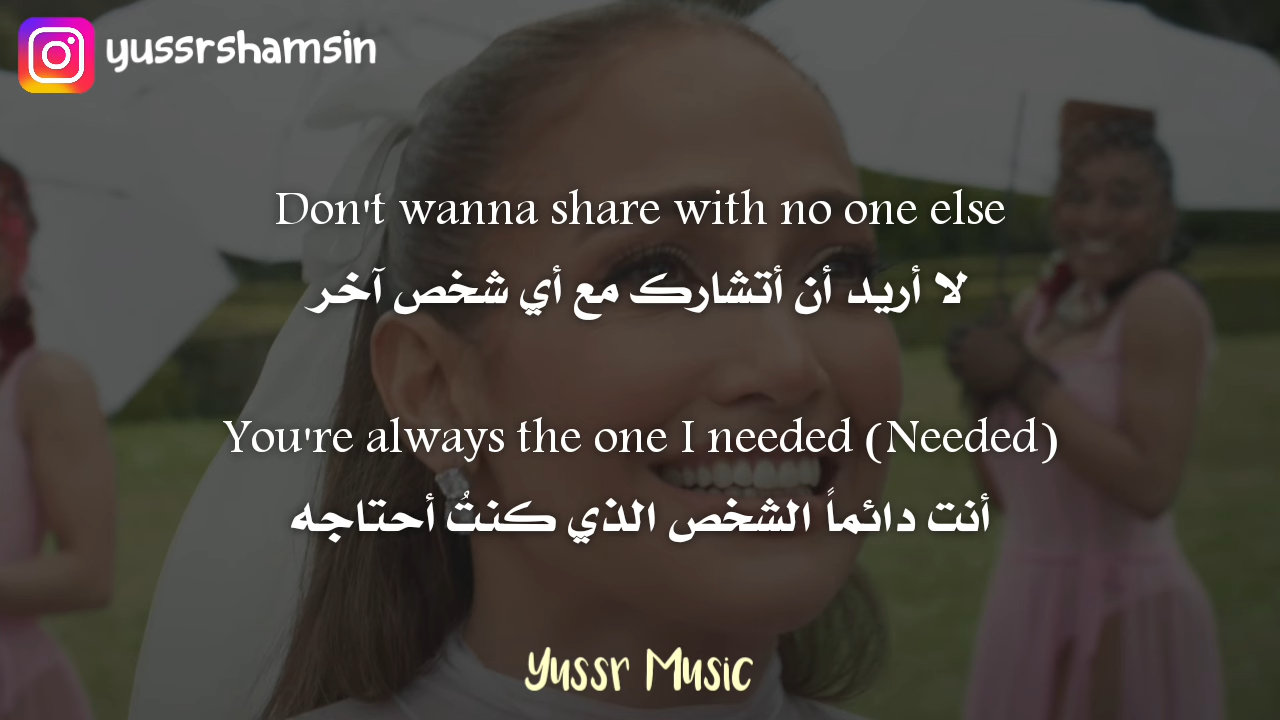 yussrshamsin
Don't wanna share with no one else
لا أريد أن أتشارك مع أي شخص آخر
You're always the one I needed (Needed)
أنت دائماً الشخص الذي كنتُ أحتاجه
Yussr Music